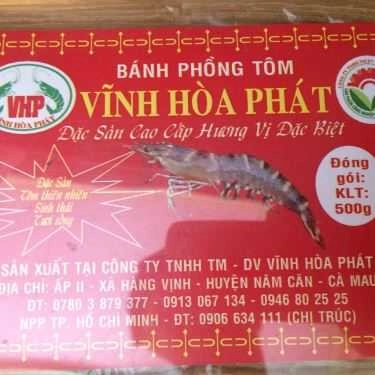 BÁNH PHỒNG TÔM
VHP
VĨNH HÒA PHÁT
VĨNH HÒA PHÁT
Đặc Sản Cao Cấp Hương Vị Đặc Biệt
Đặc Sản
Tôm thiên nhiên
Sinh thái
Tươi sống
Đóng
gói:
KLT:
500g
SẢN XUẤT TẠI CÔNG TY TNHH TM - DV VĨNH HÒA PHÁT
ĐỊA CHỈ: ẤP II - XÃ HÀNG VỊNH - HUYỆN NĂM CĂN - CÀ MAU
ĐT: 0780 3 879 377 - 0913 067 134 - 0946 80 25 25
NPP TP. HỒ CHÍ MINH - ĐT: 0906 634 111 (CHỊ TRÚC)